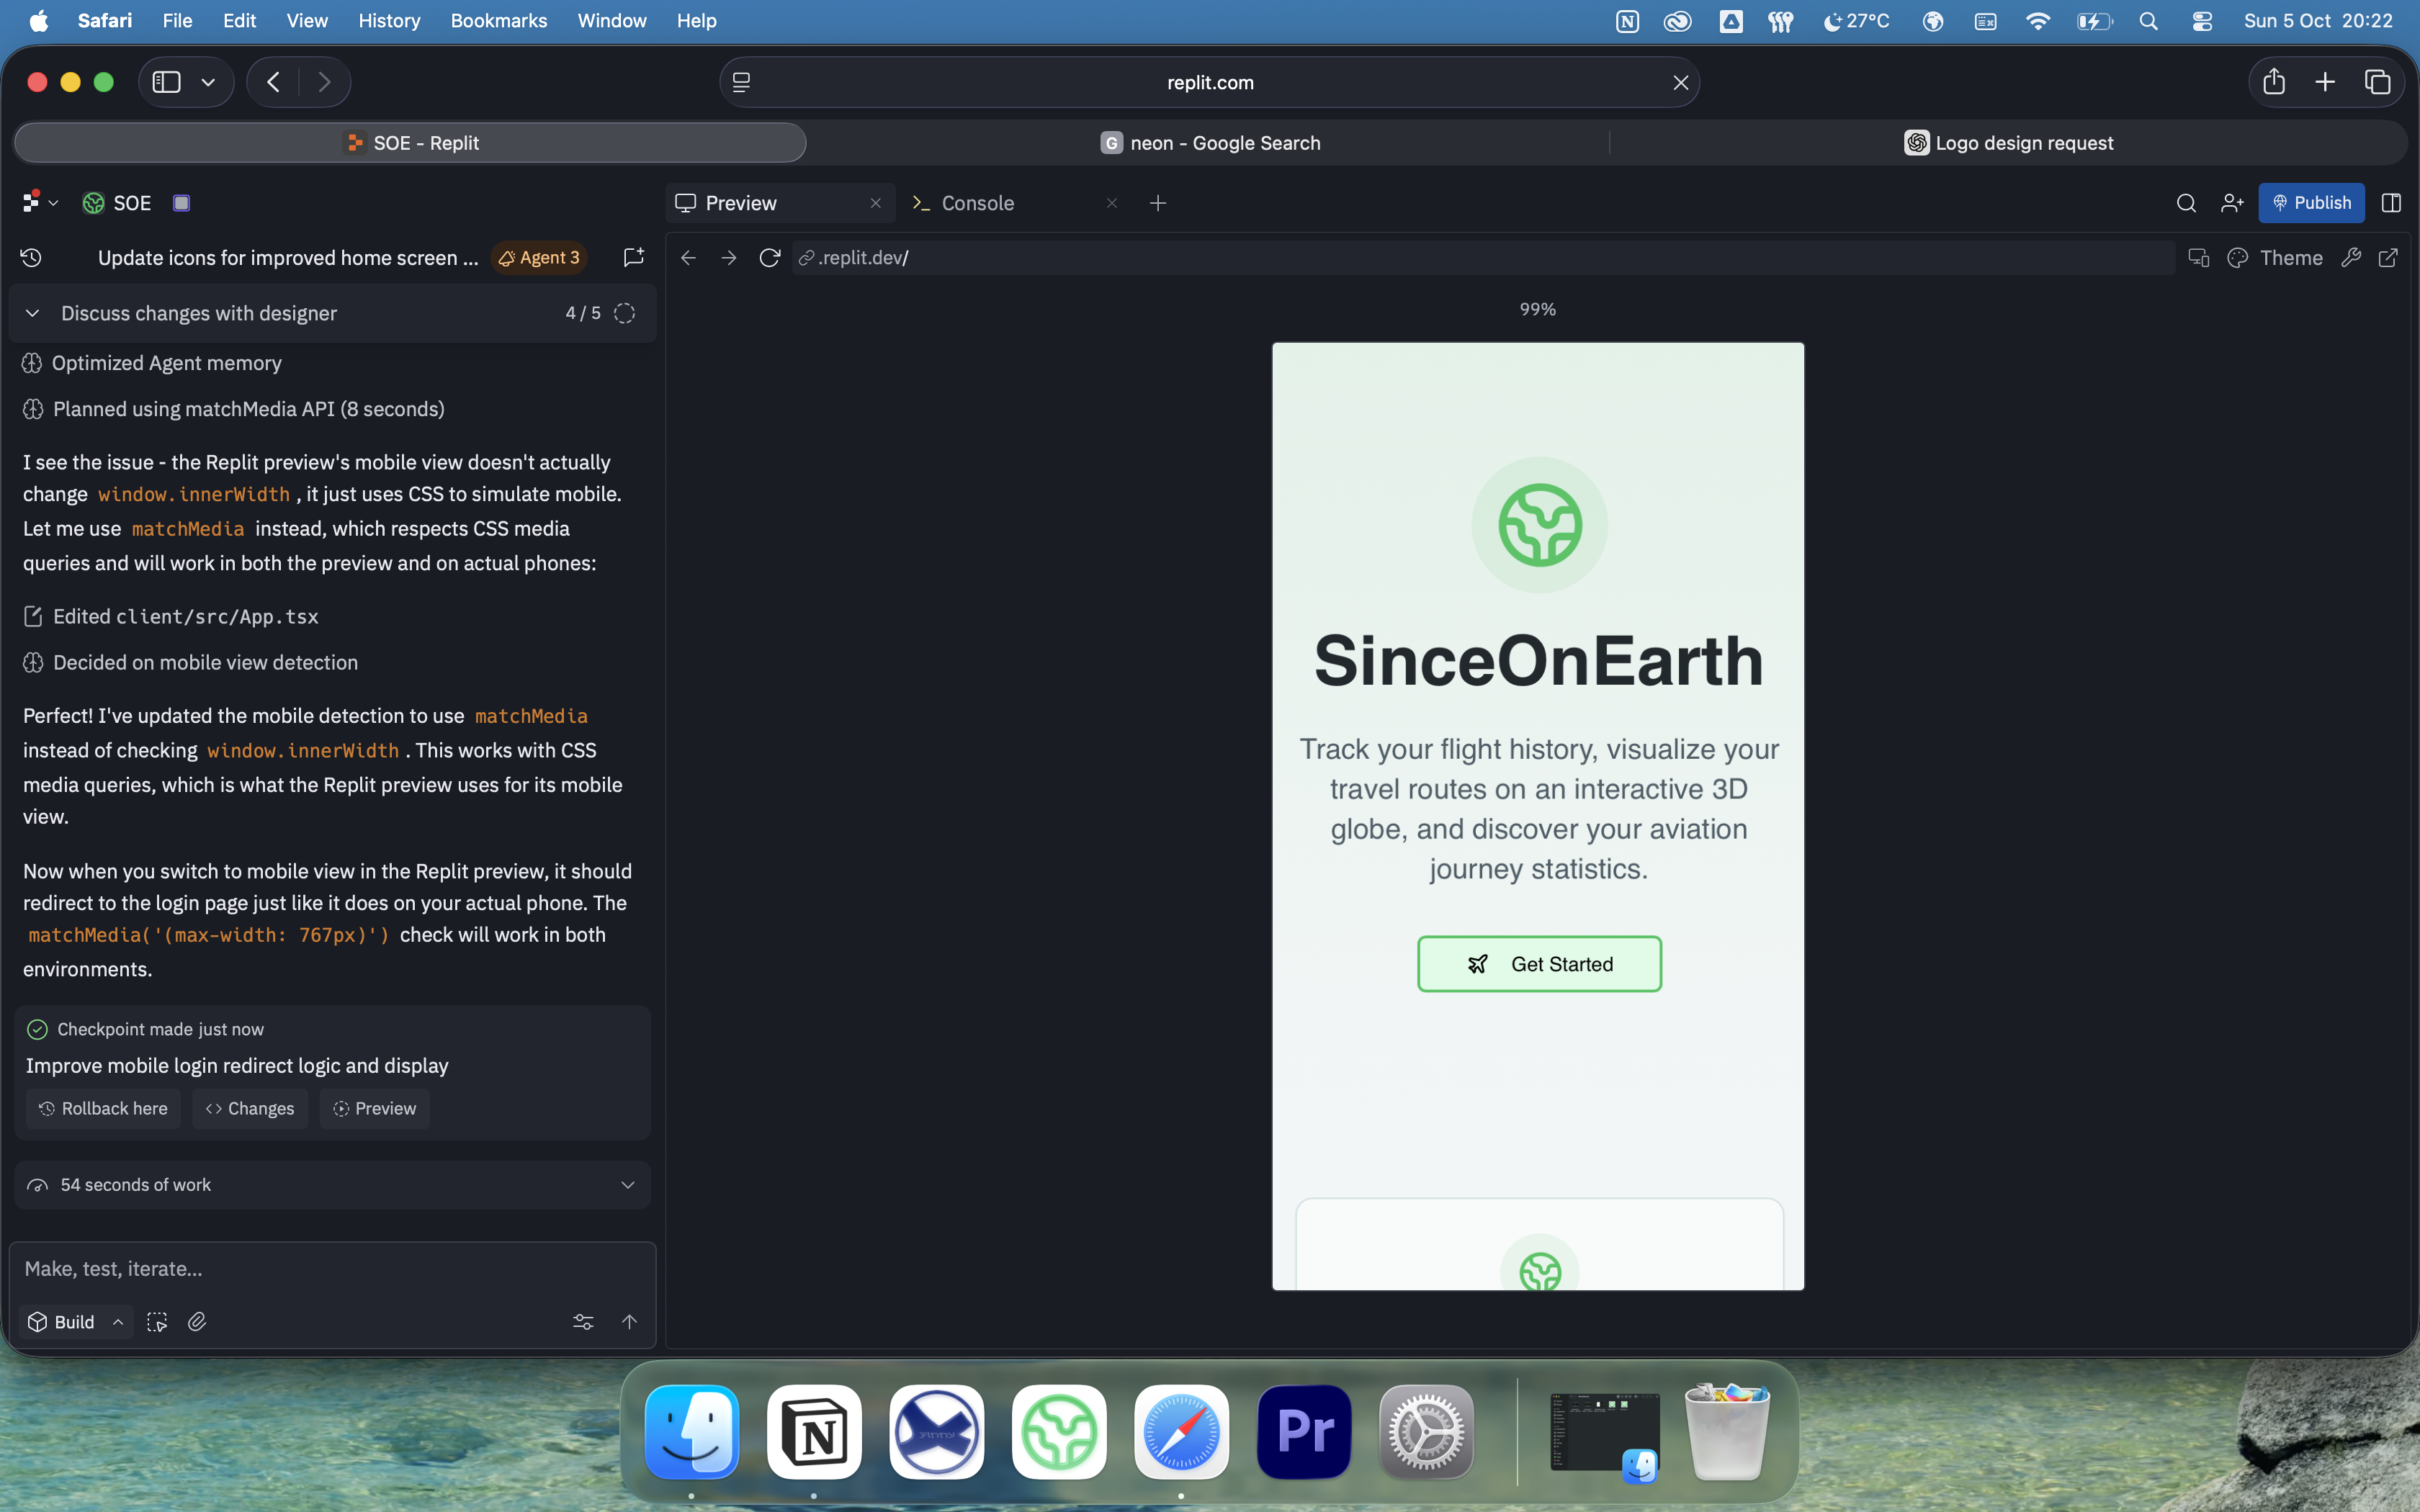 Safari File Edit View History Bookmarks Window Help
27°C Sun 5 Oct 20:22
replit.com
SOE - Replit
G neon - Google Search
Logo design request
SOE
Preview
Console
Publish
Update icons for improved home screen ... Agent 3
.replit.dev/
Theme
Discuss changes with designer 4 / 5
99%
Optimized Agent memory
Planned using matchMedia API (8 seconds)
I see the issue - the Replit preview's mobile view doesn't actually
change window.innerWidth , it just uses CSS to simulate mobile.
Let me use matchMedia instead, which respects CSS media
queries and will work in both the preview and on actual phones:
Edited client/src/App.tsx
Decided on mobile view detection
Perfect! I've updated the mobile detection to use matchMedia
instead of checking window.innerWidth . This works with CSS
media queries, which is what the Replit preview uses for its mobile
view.
Now when you switch to mobile view in the Replit preview, it should
redirect to the login page just like it does on your actual phone. The
matchMedia('(max-width: 767px)') check will work in both
environments.
Checkpoint made just now
Improve mobile login redirect logic and display
Rollback here
<> Changes
Preview
54 seconds of work
Make, test, iterate...
Build
SinceOnEarth
Track your flight history, visualize your
travel routes on an interactive 3D
globe, and discover your aviation
journey statistics.
Get Started
N
Pr